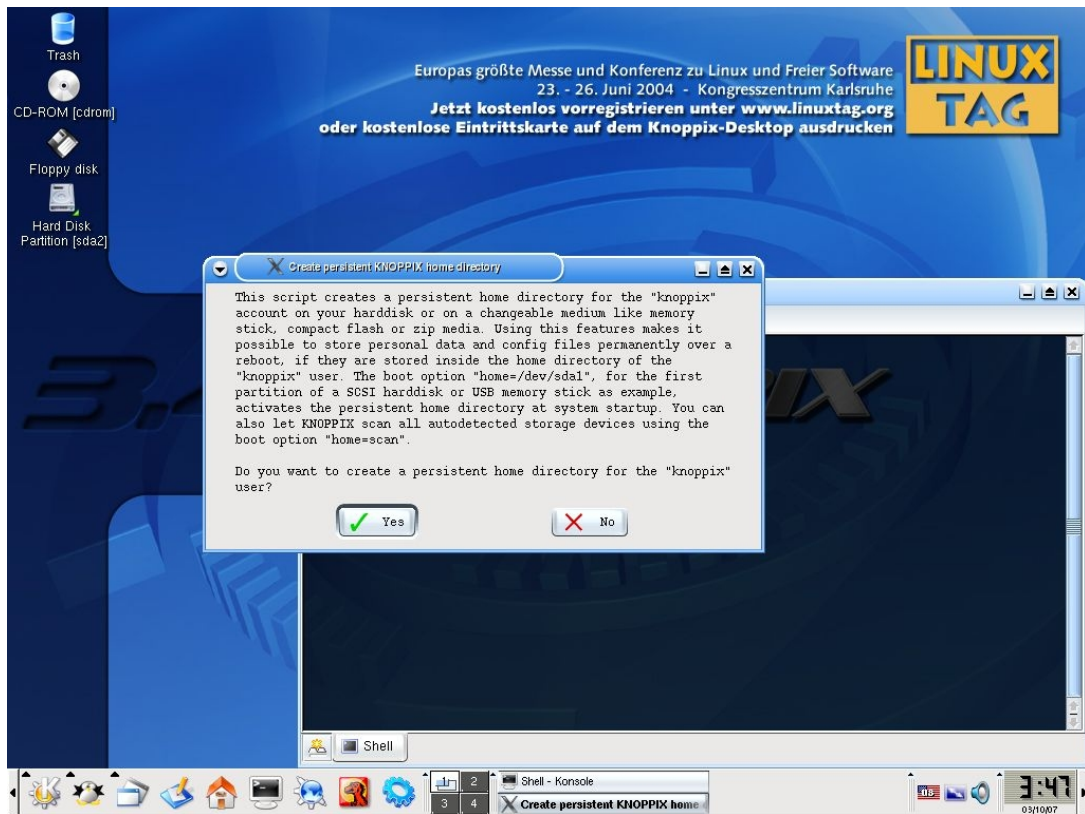 Trash
CD-ROM [cdrom]
Floppy disk
Hard Disk
Partition [sda2]
Europas größte Messe und Konferenz zu Linux und Freier Software
23. - 26. Juni 2004 - Kongresszentrum Karlsruhe
Jetzt kostenlos vorregistrieren unter www.linuxtag.org
oder kostenlose Eintrittskarte auf dem Knoppix-Desktop ausdrucken
LINUX
TAG
Create persistent KNOPPIX home directory
This script creates a persistent home directory for the "knoppix"
account on your harddisk or on a changeable medium like memory
stick, compact flash or zip media. Using this features makes it
possible to store personal data and config files permanently over a
reboot, if they are stored inside the home directory of the
"knoppix" user. The boot option "home=/dev/sda1", for the first
partition of a SCSI harddisk or USB memory stick as example,
activates the persistent home directory at system startup. You can
also let KNOPPIX scan all autodetected storage devices using the
boot option "home=scan".
Do you want to create a persistent home directory for the "knoppix"
user?
Yes
No
3.
IX
Shell
1 2
3 4
Shell - Konsole
Create persistent KNOPPIX home
us
3:47
03/10/07